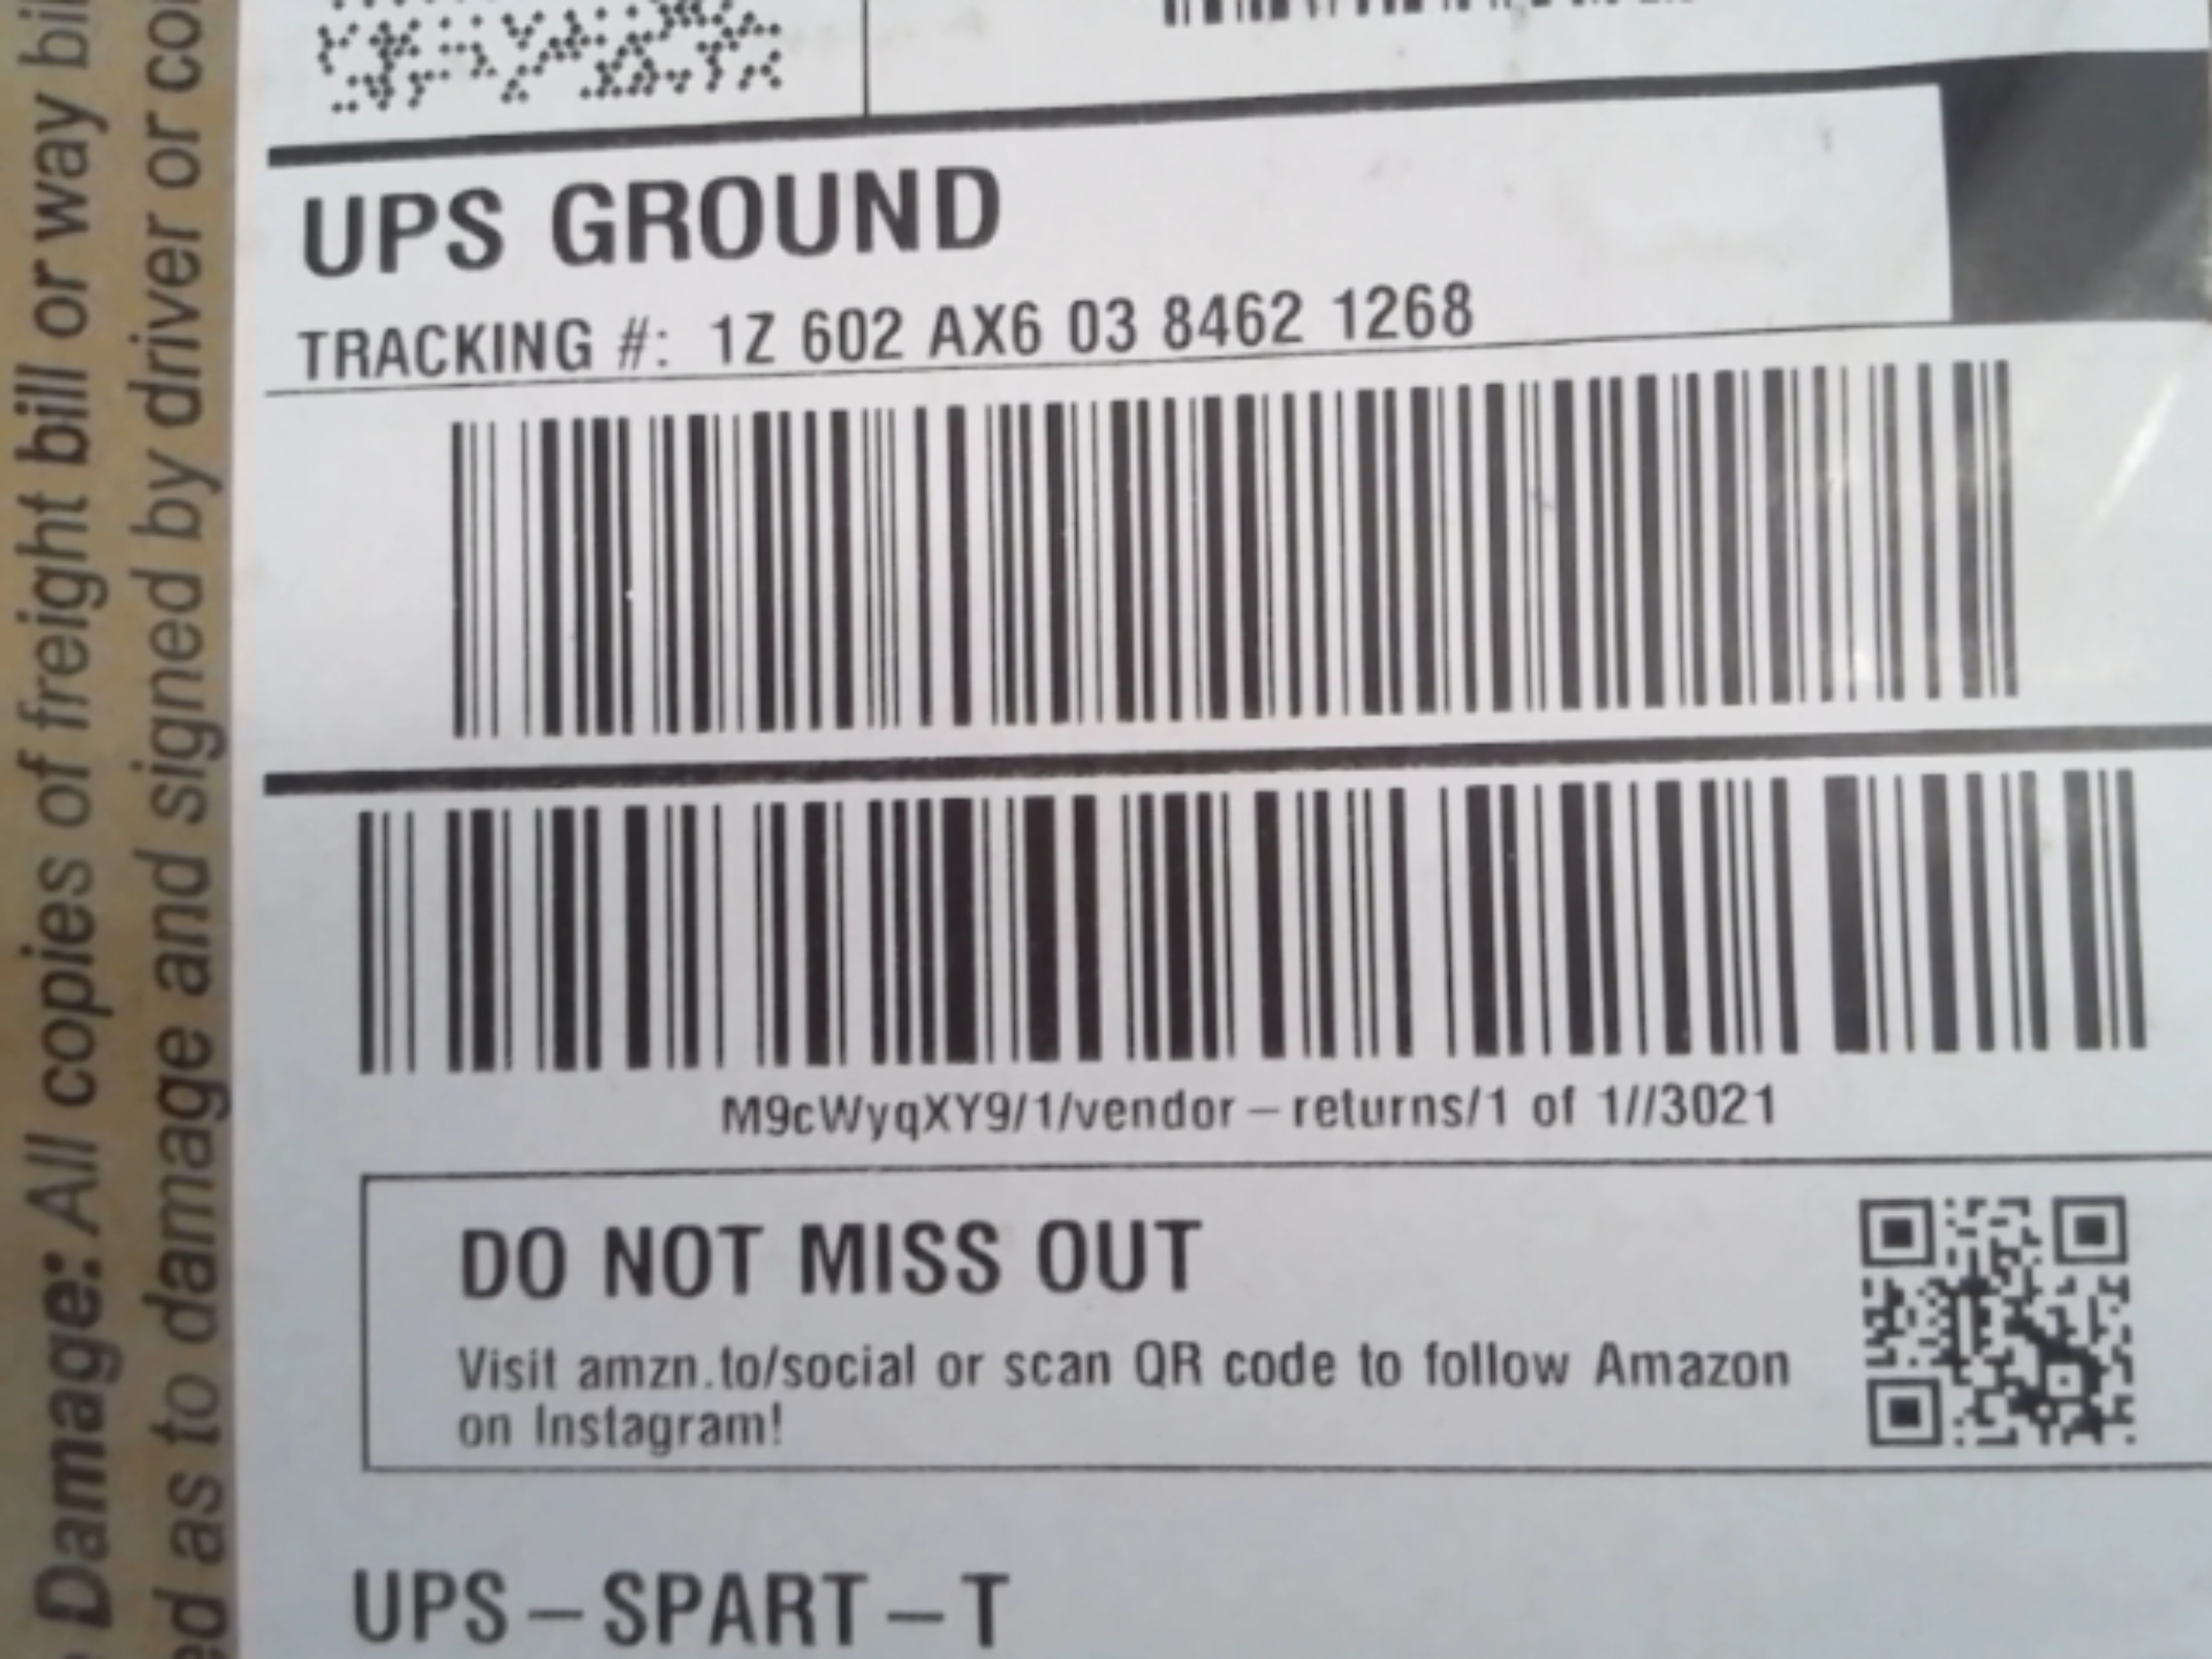 UPS GROUND
TRACKING #: 1Z 602 AX6 03 8462 1268
M9cWyqXY9/1/vendor – returns/1 of 1//3021
DO NOT MISS OUT
Visit amzn.to/social or scan QR code to follow Amazon
on Instagram!
UPS – SPART – T
Damage: All copies of freight bill or way
as to damage and signed by driver or